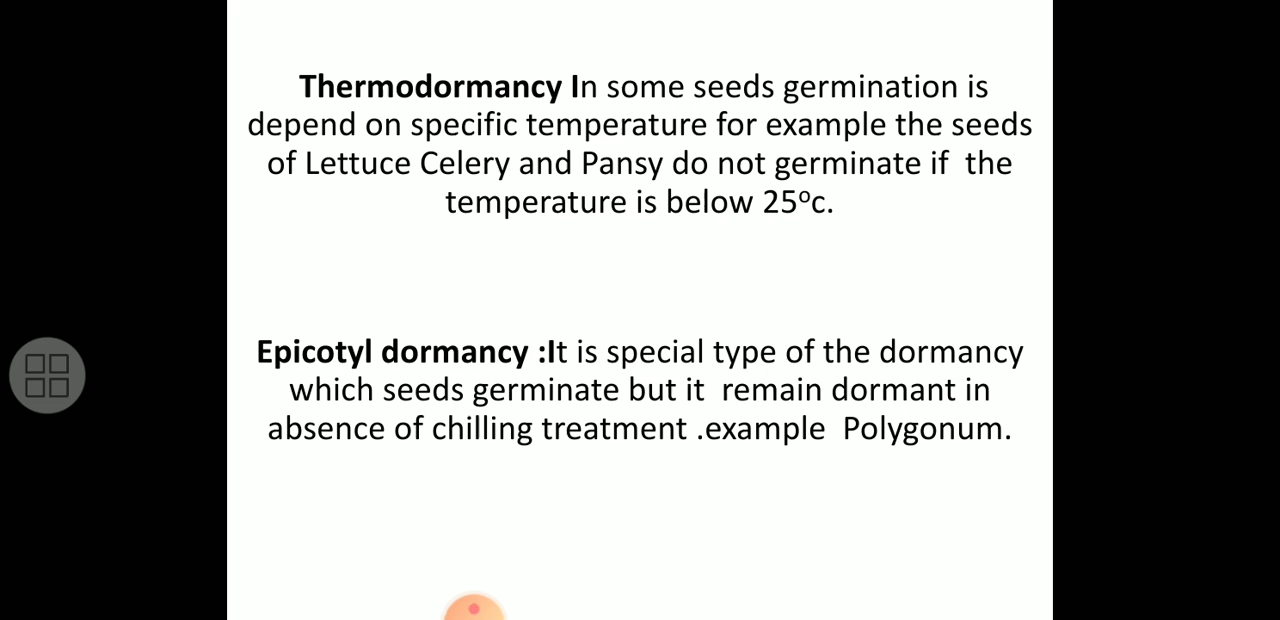 Thermodormancy In some seeds germination is
depend on specific temperature for example the seeds
of Lettuce Celery and Pansy do not germinate if  the
temperature is below 25ºc.
Epicotyl dormancy :It is special type of the dormancy
which seeds germinate but it  remain dormant in
absence of chilling treatment .example  Polygonum.